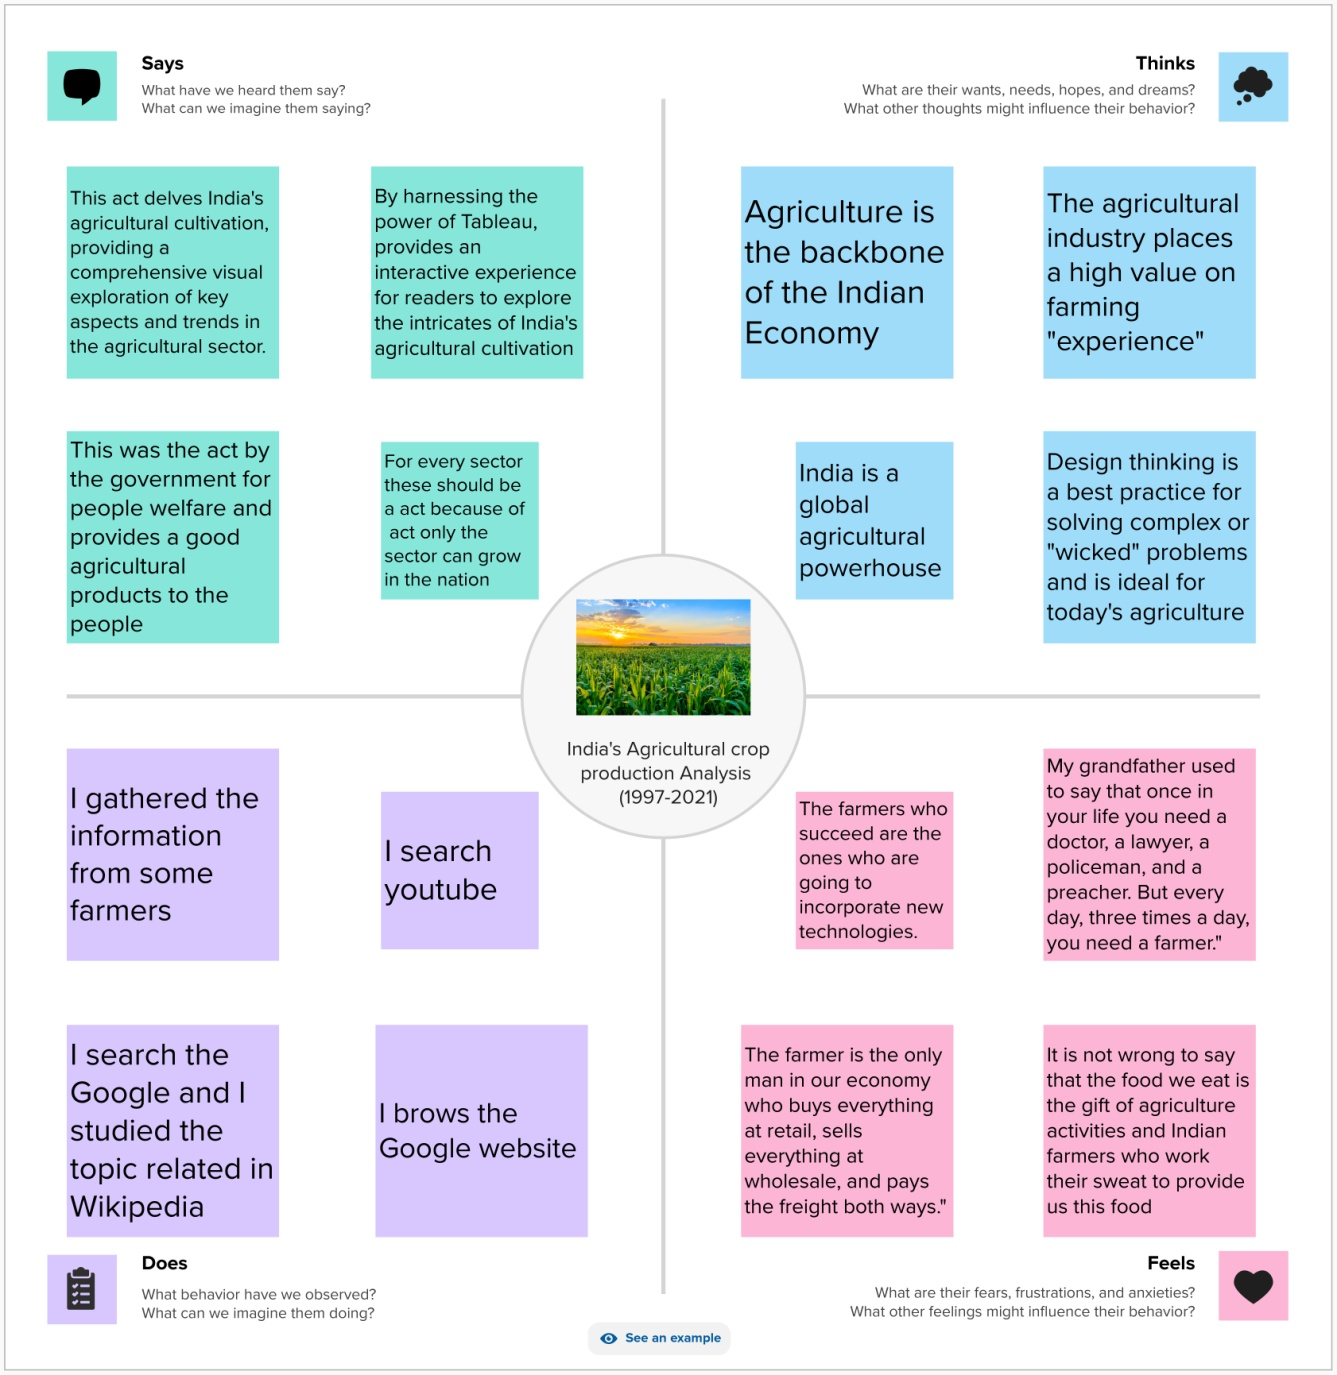 Says
What have we heard them say?
What can we imagine them saying?
Thinks
What are their wants, needs, hopes, and dreams?
What other thoughts might influence their behavior?
This act delves India's
agricultural cultivation,
providing a
comprehensive visual
exploration of key
aspects and trends in
the agricultural sector.
By harnessing the
power of Tableau,
provides an
interactive experience
for readers to explore
the intricates of India's
agricultural cultivation
Agriculture is
the backbone
of the Indian
Economy
The agricultural
industry places
a high value on
farming
"experience"
This was the act by
the government for
people welfare and
provides a good
agricultural
products to the
people
For every sector
these should be
a act because of
act only the
sector can grow
in the nation
India is a
global
agricultural
powerhouse
Design thinking is
a best practice for
solving complex or
"wicked" problems
and is ideal for
today's agriculture
India's Agricultural crop
production Analysis
(1997-2021)
I gathered the
information
from some
farmers
I search
youtube
The farmers who
succeed are the
ones who are
going to
incorporate new
technologies.
My grandfather used
to say that once in
your life you need a
doctor, a lawyer, a
policeman, and a
preacher. But every
day, three times a day,
you need a farmer."
I search the
Google and I
studied the
topic related in
Wikipedia
I brows the
Google website
The farmer is the only
man in our economy
who buys everything
at retail, sells
everything at
wholesale, and pays
the freight both ways."
It is not wrong to say
that the food we eat is
the gift of agriculture
activities and Indian
farmers who work
their sweat to provide
us this food
Does
What behavior have we observed?
What can we imagine them doing?
Feels
What are their fears, frustrations, and anxieties?
What other feelings might influence their behavior?
See an example